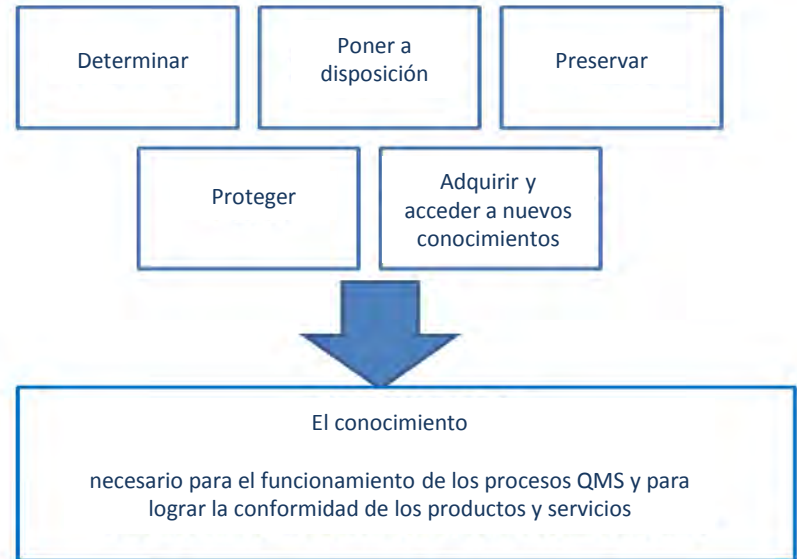 Determinar
Poner a
disposición
Preservar
Proteger
Adquirir y
acceder a nuevos
conocimientos
El conocimiento
necesario para el funcionamiento de los procesos QMS y para
lograr la conformidad de los productos y servicios